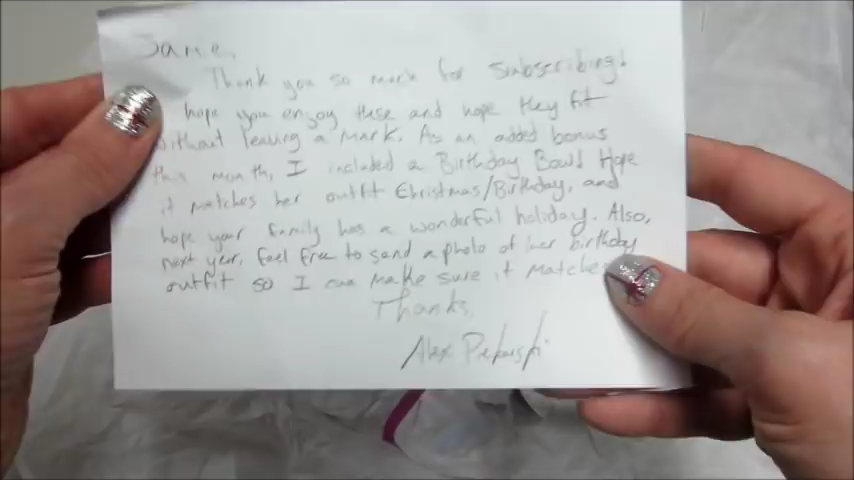 Jamie,
Thank you so much for subscribing!
hope you enjoy these and hope they fit
without leaving a mark. As an added bonus
this month, I included a Birthday Bow! Hope
it matches her outfit Christmas/Birthday, and
hope your family has a wonderful holiday. Also,
next year, feel free to send a photo of her birthday
outfit so I can make sure it matches
Thanks,
Alex